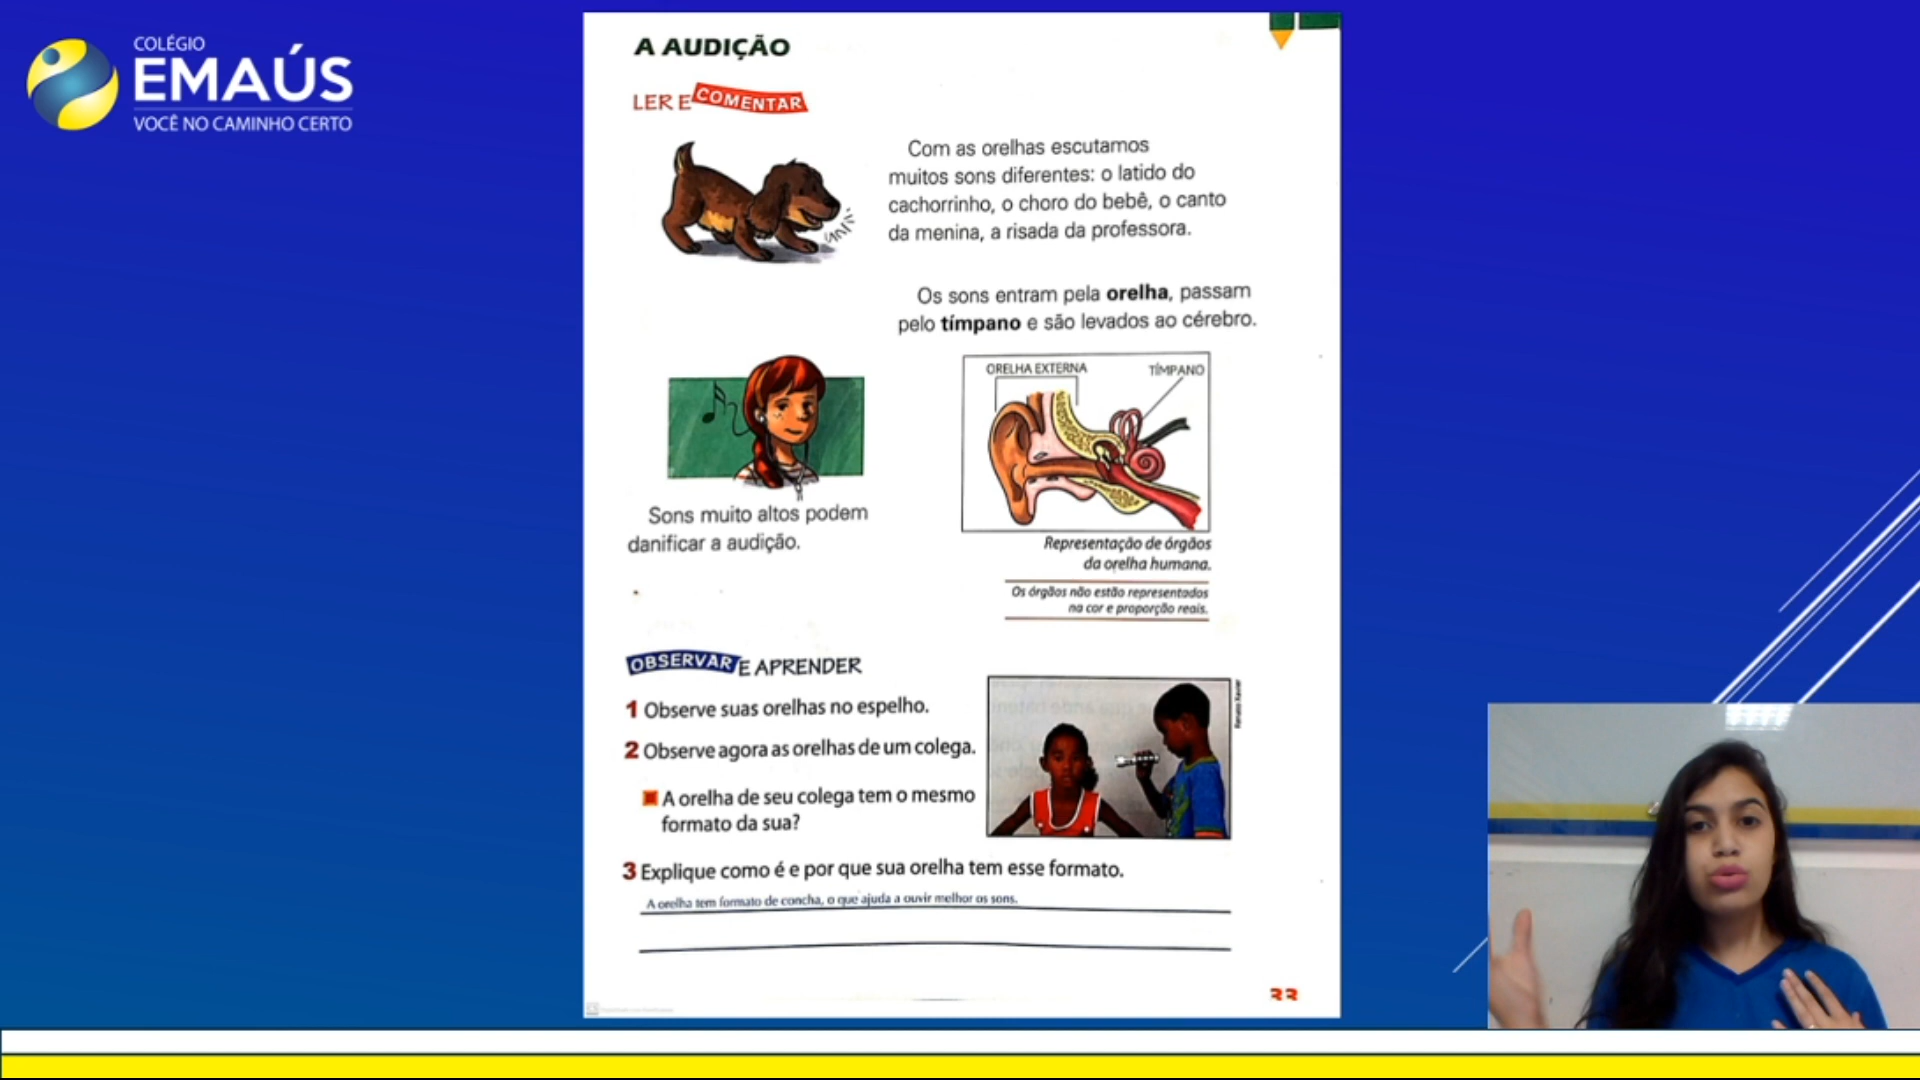 COLÉGIO
EMAÚS
VOCÊ NO CAMINHO CERTO
A AUDIÇÃO
LER E COMENTAR
Com as orelhas escutamos
muitos sons diferentes: o latido do
cachorrinho, o choro do bebê, o canto
da menina, a risada da professora.
Os sons entram pela orelha, passam
pelo tímpano e são levados ao cérebro.
ORELHA EXTERNA
TÍMPANO
Sons muito altos podem
danificar a audição.
Representação de órgãos
da orelha humana.
Os órgãos não estão representados
na cor e proporção reais.
OBSERVAR E APRENDER
1 Observe suas orelhas no espelho.
2 Observe agora as orelhas de um colega.
A orelha de seu colega tem o mesmo
formato da sua?
Renato Xavier
3 Explique como é e por que sua orelha tem esse formato.
A orelha tem formato de concha, o que ajuda a ouvir melhor os sons.